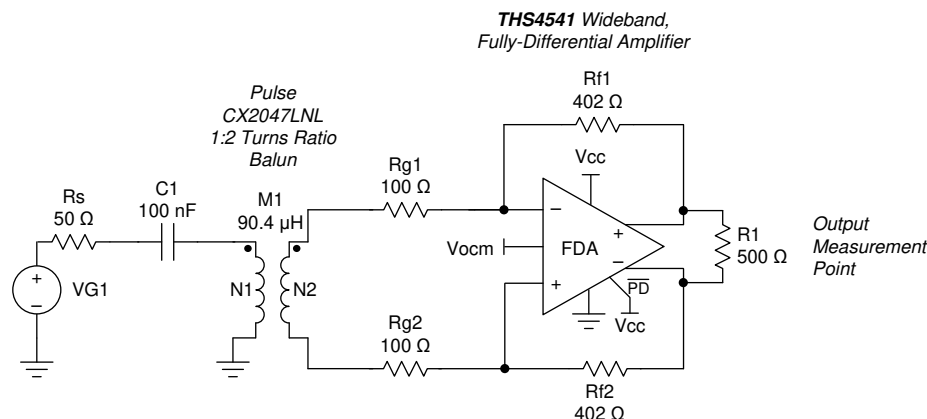 THS4541 Wideband,
Fully-Differential Amplifier
Rf1
402 Ω
Pulse
CX2047LNL
1:2 Turns Ratio
Balun
Vcc
Rg1
100 Ω
C1
100 nF
M1
90.4 µH
Rs
50 Ω
−
+
R1
500 Ω
Output
Measurement
Point
Vocm
FDA
+
−
VG1
N1
N2
−
+
PD
Vcc
Rg2
100 Ω
Rf2
402 Ω